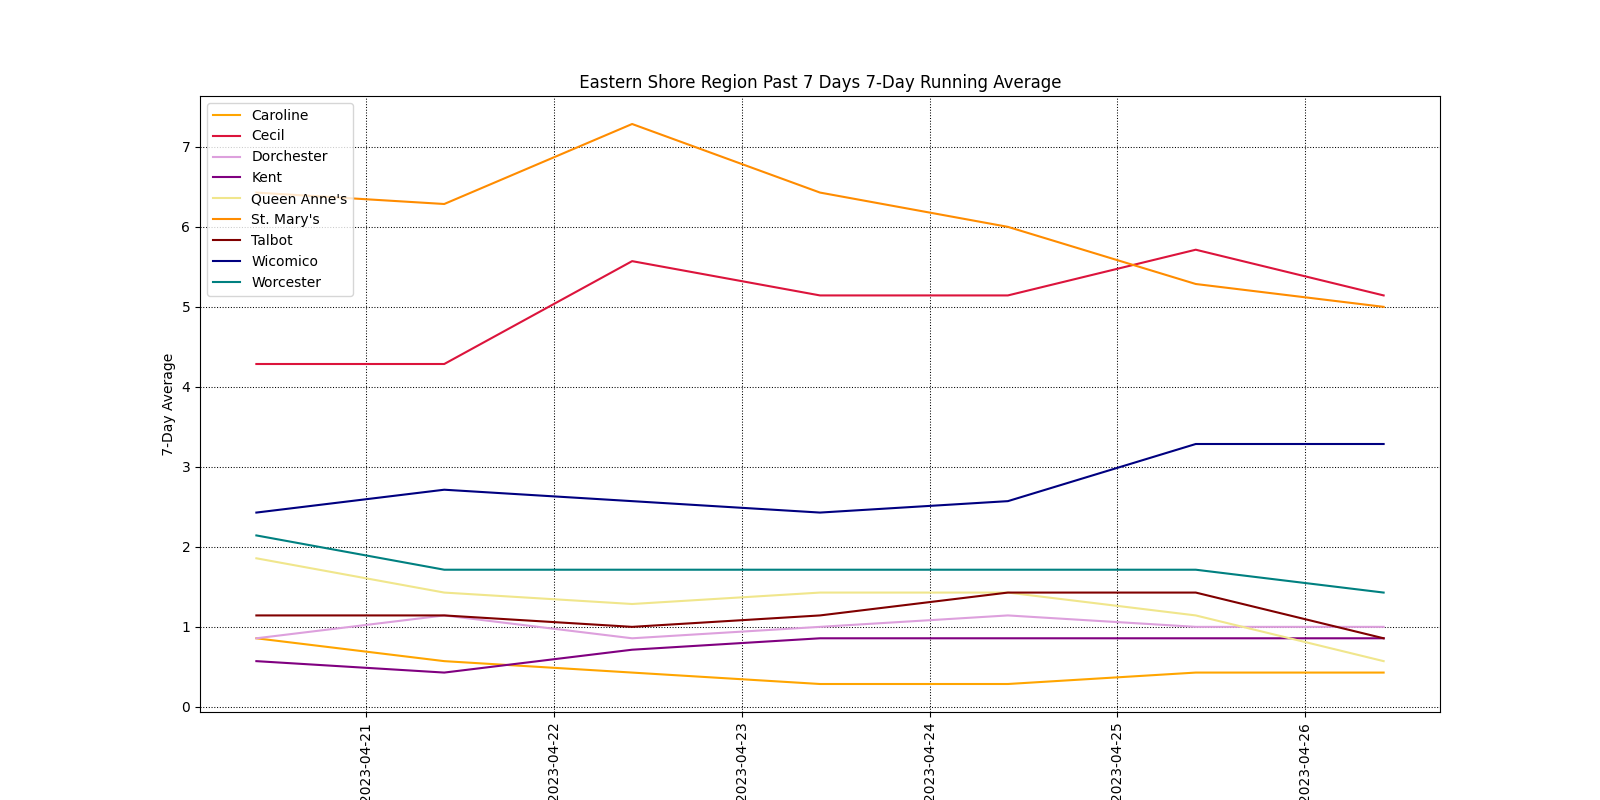 Eastern Shore Region Past 7 Days 7-Day Running Average
Caroline
Cecil
Dorchester
Kent
Queen Anne's
St. Mary's
Talbot
Wicomico
Worcester
7-Day Average
7
6
5
4
3
2
1
0
2023-04-21
2023-04-22
2023-04-23
2023-04-24
2023-04-25
2023-04-26